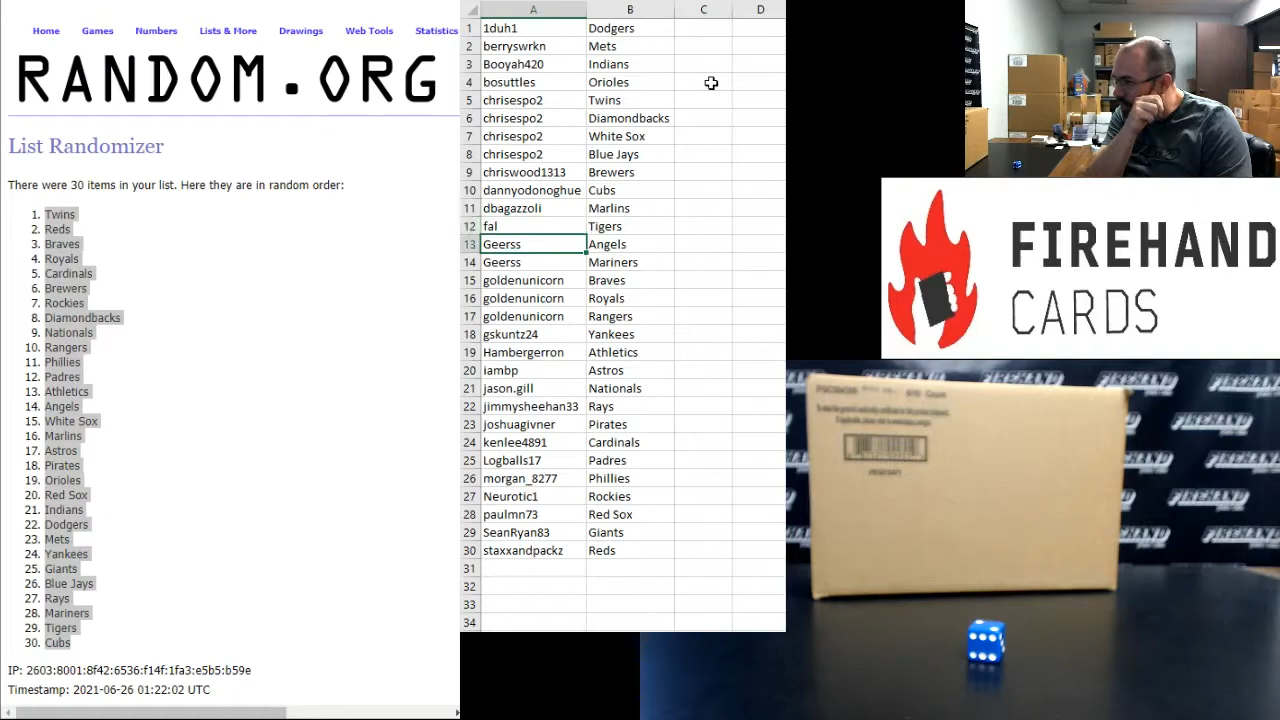 Home Games Numbers Lists & More Drawings Web Tools Statistics
RANDOM.ORG
List Randomizer
There were 30 items in your list. Here they are in random order:
1. Twins
2. Reds
3. Braves
4. Royals
5. Cardinals
6. Brewers
7. Rockies
8. Diamondbacks
9. Nationals
10. Rangers
11. Phillies
12. Padres
13. Athletics
14. Angels
15. White Sox
16. Marlins
17. Astros
18. Pirates
19. Orioles
20. Red Sox
21. Indians
22. Dodgers
23. Mets
24. Yankees
25. Giants
26. Blue Jays
27. Rays
28. Mariners
29. Tigers
30. Cubs
IP: 2603:8001:8f42:6536:f14f:1fa3:e5b5:b59e
Timestamp: 2021-06-26 01:22:02 UTC
A B C D
1 1duh1 Dodgers
2 berryswrkn Mets
3 Booyah420 Indians
4 bosuttles Orioles
5 chrisespo2 Twins
6 chrisespo2 Diamondbacks
7 chrisespo2 White Sox
8 chrisespo2 Blue Jays
9 chriswood1313 Brewers
10 dannyodonoghue Cubs
11 dbagazzoli Marlins
12 fal Tigers
13 Geerss Angels
14 Geerss Mariners
15 goldenunicorn Braves
16 goldenunicorn Royals
17 goldenunicorn Rangers
18 gskuntz24 Yankees
19 Hambergerron Athletics
20 iambp Astros
21 jason.gill Nationals
22 jimmysheehan33 Rays
23 joshuagivner Pirates
24 kenlee4891 Cardinals
25 Logballs17 Padres
26 morgan_8277 Phillies
27 Neurotic1 Rockies
28 paulmn73 Red Sox
29 SeanRyan83 Giants
30 staxxandpackz Reds
31
32
33
34
FIREHAND
CARDS
FIREHAND
FIREHAND
FIREHAND